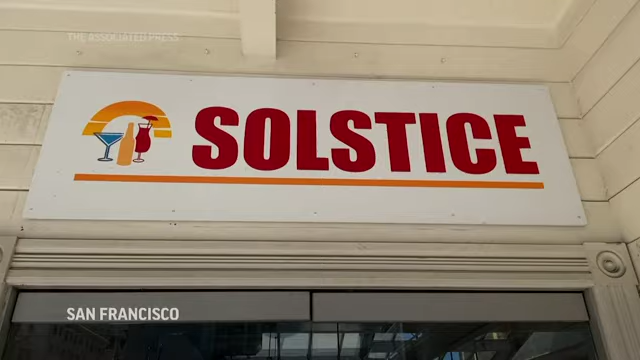 THE ASSOCIATED PRESS
SOLSTICE
SAN FRANCISCO